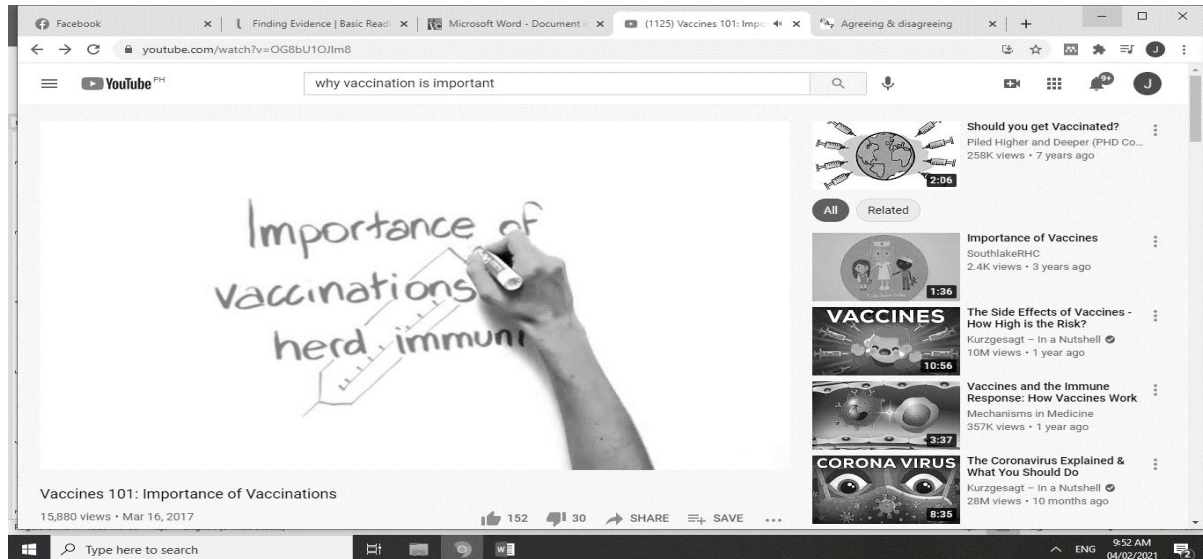 Facebook
Finding Evidence | Basic Readi
Microsoft Word - Document i
(1125) Vaccines 101: Impo
Agreeing & disagreeing
youtube.com/watch?v=OG8bU1OJIm8
J
YouTube PH
why vaccination is important
9+
J
Importance of
vaccinations
herd immuni
Vaccines 101: Importance of Vaccinations
15,880 views • Mar 16, 2017
152
30
SHARE
SAVE
Should you get Vaccinated?
Piled Higher and Deeper (PHD Co...
258K views • 7 years ago
2:06
All
Related
Importance of Vaccines
SouthlakeRHC
2.4K views • 3 years ago
1:36
VACCINES
10:56
The Side Effects of Vaccines -
How High is the Risk?
Kurzgesagt – In a Nutshell
10M views • 1 year ago
Vaccines and the Immune
Response: How Vaccines Work
Mechanisms in Medicine
357K views • 1 year ago
3:37
CORONA VIRUS
8:35
The Coronavirus Explained &
What You Should Do
Kurzgesagt – In a Nutshell
28M views • 10 months ago
Type here to search
ENG
9:52 AM
04/02/2021